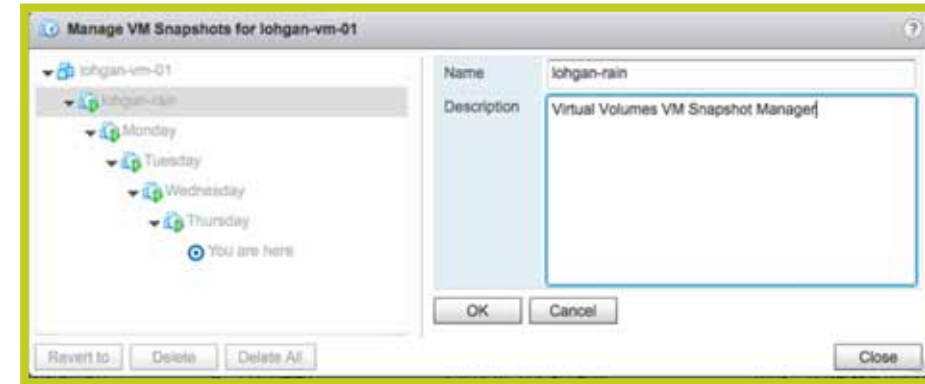 Manage VM Snapshots for lohgan-vm-01
?
lohgan-vm-01
lohgan-rain
Monday
Tuesday
Wednesday
Thursday
You are here
Name lohgan-rain
Description Virtual Volumes VM Snapshot Manager
OK Cancel
Revert to Delete Delete All Close